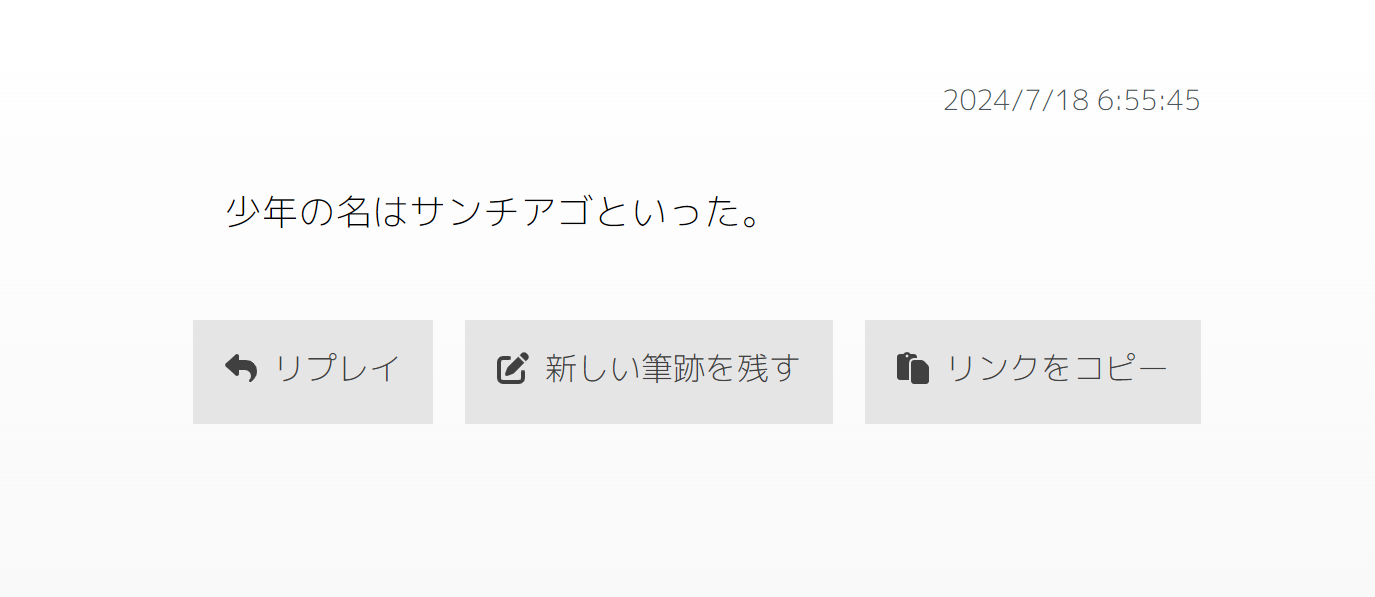 2024/7/18 6:55:45
少年の名はサンチアゴといった。
リプレイ
新しい筆跡を残す
リンクをコピー